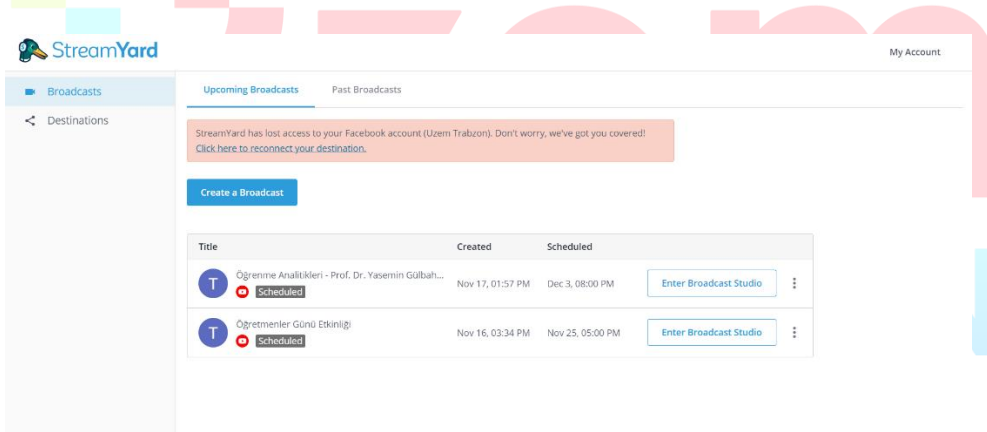 StreamYard
My Account
Broadcasts
Destinations
Upcoming Broadcasts Past Broadcasts
StreamYard has lost access to your Facebook account (Uzem Trabzon). Don't worry, we've got you covered!
Click here to reconnect your destination.
Create a Broadcast
Title Created Scheduled
T Öğrenme Analitikleri - Prof. Dr. Yasemin Gülbah... Nov 17, 01:57 PM Dec 3, 08:00 PM Enter Broadcast Studio
Scheduled
T Öğretmenler Günü Etkinliği Nov 16, 03:34 PM Nov 25, 05:00 PM Enter Broadcast Studio
Scheduled